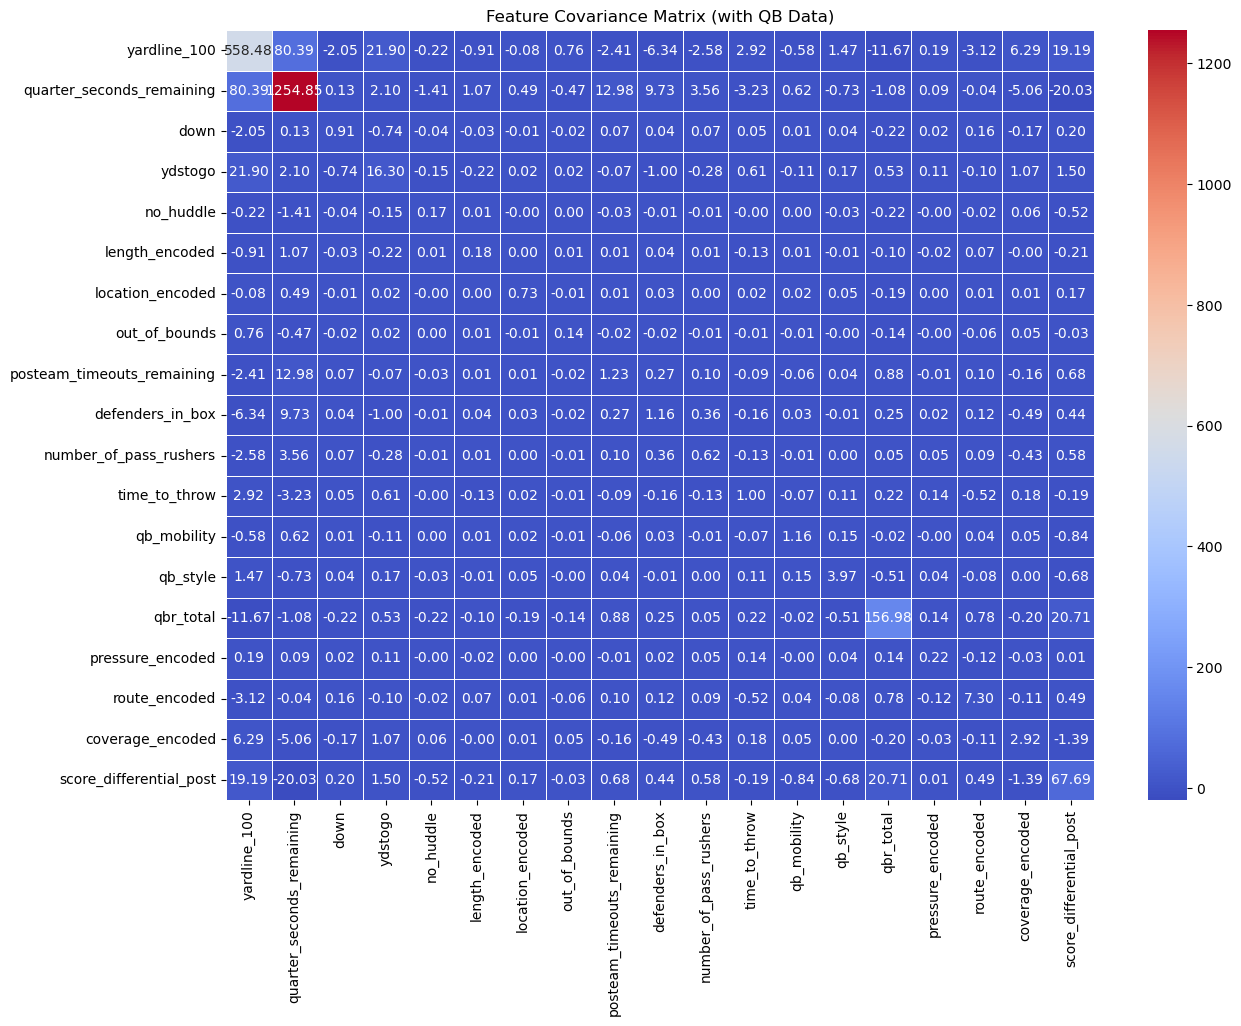 Feature Covariance Matrix (with QB Data)
yardline_100 558.48 80.39 -2.05 21.90 -0.22 -0.91 -0.08 0.76 -2.41 -6.34 -2.58 2.92 -0.58 1.47 -11.67 0.19 -3.12 6.29 19.19
1200
quarter_seconds_remaining 80.39 1254.85 0.13 2.10 -1.41 1.07 0.49 -0.47 12.98 9.73 3.56 -3.23 0.62 -0.73 -1.08 0.09 -0.04 -5.06 -20.03
down -2.05 0.13 0.91 -0.74 -0.04 -0.03 -0.01 -0.02 0.07 0.04 0.07 0.05 0.01 0.04 -0.22 0.02 0.16 -0.17 0.20
ydstogo 21.90 2.10 -0.74 16.30 -0.15 -0.22 0.02 0.02 -0.07 -1.00 -0.28 0.61 -0.11 0.17 0.53 0.11 -0.10 1.07 1.50
1000
no_huddle -0.22 -1.41 -0.04 -0.15 0.17 0.01 -0.00 0.00 -0.03 -0.01 -0.01 -0.00 0.00 -0.03 -0.22 -0.00 -0.02 0.06 -0.52
length_encoded -0.91 1.07 -0.03 -0.22 0.01 0.18 0.00 0.01 0.01 0.04 0.01 -0.13 0.01 -0.01 -0.10 -0.02 0.07 -0.00 -0.21
800
location_encoded -0.08 0.49 -0.01 0.02 -0.00 0.00 0.73 -0.01 0.01 0.03 0.00 0.02 0.02 0.05 -0.19 0.00 0.01 0.01 0.17
out_of_bounds 0.76 -0.47 -0.02 0.02 0.00 0.01 -0.01 0.14 -0.02 -0.02 -0.01 -0.01 -0.01 -0.00 -0.14 -0.00 -0.06 0.05 -0.03
posteam_timeouts_remaining -2.41 12.98 0.07 -0.07 -0.03 0.01 0.01 -0.02 1.23 0.27 0.10 -0.09 -0.06 0.04 0.88 -0.01 0.10 -0.16 0.68
600
defenders_in_box -6.34 9.73 0.04 -1.00 -0.01 0.04 0.03 -0.02 0.27 1.16 0.36 -0.16 0.03 -0.01 0.25 0.02 0.12 -0.49 0.44
number_of_pass_rushers -2.58 3.56 0.07 -0.28 -0.01 0.01 0.00 -0.01 0.10 0.36 0.62 -0.13 -0.01 0.00 0.05 0.05 0.09 -0.43 0.58
time_to_throw 2.92 -3.23 0.05 0.61 -0.00 -0.13 0.02 -0.01 -0.09 -0.16 -0.13 1.00 -0.07 0.11 0.22 0.14 -0.52 0.18 -0.19
400
qb_mobility -0.58 0.62 0.01 -0.11 0.00 0.01 0.02 -0.01 -0.06 0.03 -0.01 -0.07 1.16 0.15 -0.02 -0.00 0.04 0.05 -0.84
qb_style 1.47 -0.73 0.04 0.17 -0.03 -0.01 0.05 -0.00 0.04 -0.01 0.00 0.11 0.15 3.97 -0.51 0.04 -0.08 0.00 -0.68
qbr_total -11.67 -1.08 -0.22 0.53 -0.22 -0.10 -0.19 -0.14 0.88 0.25 0.05 0.22 -0.02 -0.51 156.98 0.14 0.78 -0.20 20.71
200
pressure_encoded 0.19 0.09 0.02 0.11 -0.00 -0.02 0.00 -0.00 -0.01 0.02 0.05 0.14 -0.00 0.04 0.14 0.22 -0.12 -0.03 0.01
route_encoded -3.12 -0.04 0.16 -0.10 -0.02 0.07 0.01 -0.06 0.10 0.12 0.09 -0.52 0.04 -0.08 0.78 -0.12 7.30 -0.11 0.49
coverage_encoded 6.29 -5.06 -0.17 1.07 0.06 -0.00 0.01 0.05 -0.16 -0.49 -0.43 0.18 0.05 0.00 -0.20 -0.03 -0.11 2.92 -1.39
score_differential_post 19.19 -20.03 0.20 1.50 -0.52 -0.21 0.17 -0.03 0.68 0.44 0.58 -0.19 -0.84 -0.68 20.71 0.01 0.49 -1.39 67.69
0
yardline_100
quarter_seconds_remaining
down
ydstogo
no_huddle
length_encoded
location_encoded
out_of_bounds
posteam_timeouts_remaining
defenders_in_box
number_of_pass_rushers
time_to_throw
qb_mobility
qb_style
qbr_total
pressure_encoded
route_encoded
coverage_encoded
score_differential_post